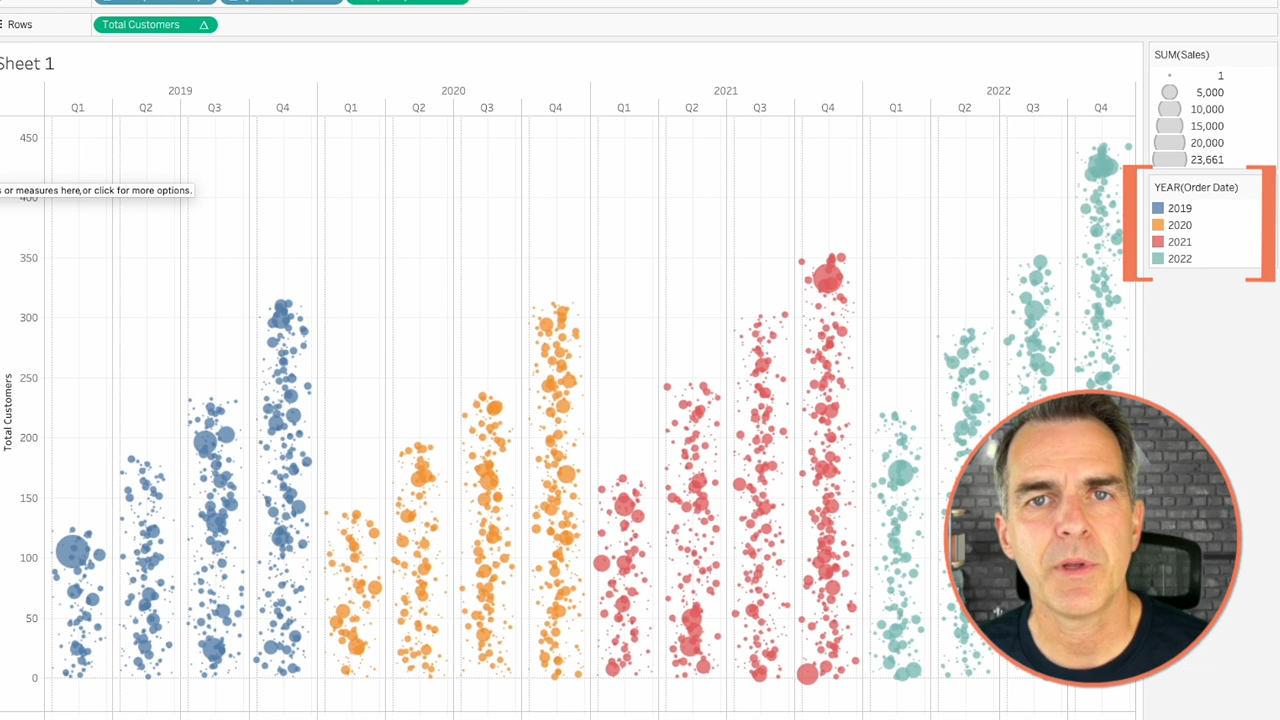 Rows
Total Customers
Sheet 1
SUM(Sales)
1
5,000
10,000
15,000
20,000
23,661
YEAR(Order Date)
2019
2020
2021
2022
2019 2020 2021 2022
Q1 Q2 Q3 Q4 Q1 Q2 Q3 Q4 Q1 Q2 Q3 Q4 Q1 Q2 Q3 Q4
s or measures here,or click for more options.
Total Customers
450
400
350
300
250
200
150
100
50
0